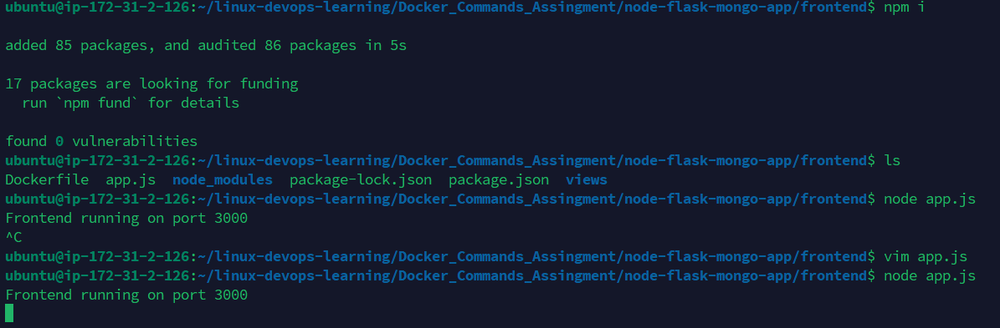 ubuntu@ip-172-31-2-126:~/linux-devops-learning/Docker_Commands_Assingment/node-flask-mongo-app/frontend$ npm i
added 85 packages, and audited 86 packages in 5s
17 packages are looking for funding
  run `npm fund` for details
found 0 vulnerabilities
ubuntu@ip-172-31-2-126:~/linux-devops-learning/Docker_Commands_Assingment/node-flask-mongo-app/frontend$ ls
Dockerfile  app.js  node_modules  package-lock.json  package.json  views
ubuntu@ip-172-31-2-126:~/linux-devops-learning/Docker_Commands_Assingment/node-flask-mongo-app/frontend$ node app.js
Frontend running on port 3000
^C
ubuntu@ip-172-31-2-126:~/linux-devops-learning/Docker_Commands_Assingment/node-flask-mongo-app/frontend$ vim app.js
ubuntu@ip-172-31-2-126:~/linux-devops-learning/Docker_Commands_Assingment/node-flask-mongo-app/frontend$ node app.js
Frontend running on port 3000